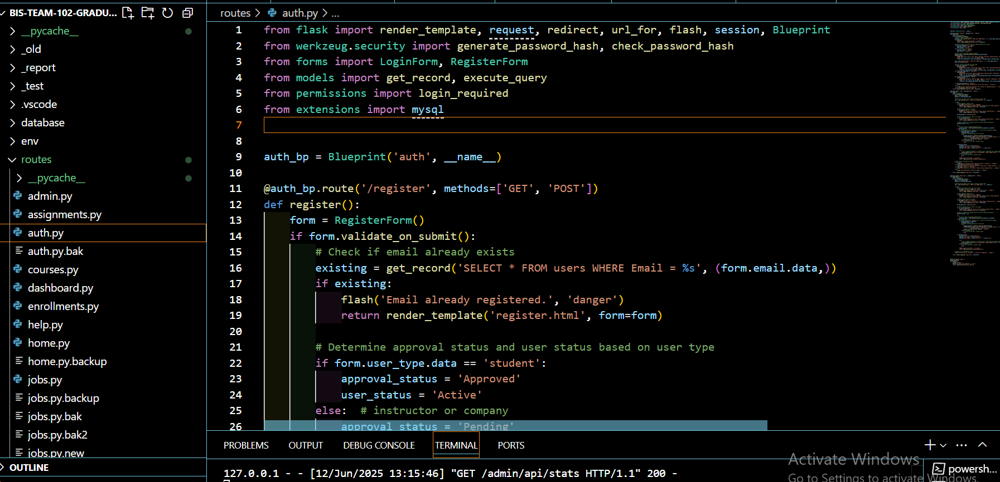 BIS-TEAM-102-GRADU...
__pycache__
_old
_report
_test
.vscode
database
env
routes
__pycache__
admin.py
assignments.py
auth.py
auth.py.bak
courses.py
dashboard.py
enrollments.py
help.py
home.py
home.py.backup
jobs.py
jobs.py.backup
jobs.py.bak
jobs.py.bak2
jobs.py.new
OUTLINE
routes > auth.py > ...
1 from flask import render_template, request, redirect, url_for, flash, session, Blueprint
2 from werkzeug.security import generate_password_hash, check_password_hash
3 from forms import LoginForm, RegisterForm
4 from models import get_record, execute_query
5 from permissions import login_required
6 from extensions import mysql
7
8
9 auth_bp = Blueprint('auth', __name__)
10
11 @auth_bp.route('/register', methods=['GET', 'POST'])
12 def register():
13     form = RegisterForm()
14     if form.validate_on_submit():
15         # Check if email already exists
16         existing = get_record('SELECT * FROM users WHERE Email = %s', (form.email.data,))
17         if existing:
18             flash('Email already registered.', 'danger')
19             return render_template('register.html', form=form)
20
21         # Determine approval status and user status based on user type
22         if form.user_type.data == 'student':
23             approval_status = 'Approved'
24             user_status = 'Active'
25         else:  # instructor or company
26             approval_status = 'Pending'
PROBLEMS OUTPUT DEBUG CONSOLE TERMINAL PORTS
127.0.0.1 - - [12/Jun/2025 13:15:46] "GET /admin/api/stats HTTP/1.1" 200 -
powersh...
Activate Windows
Go to Settings to activate Windows.